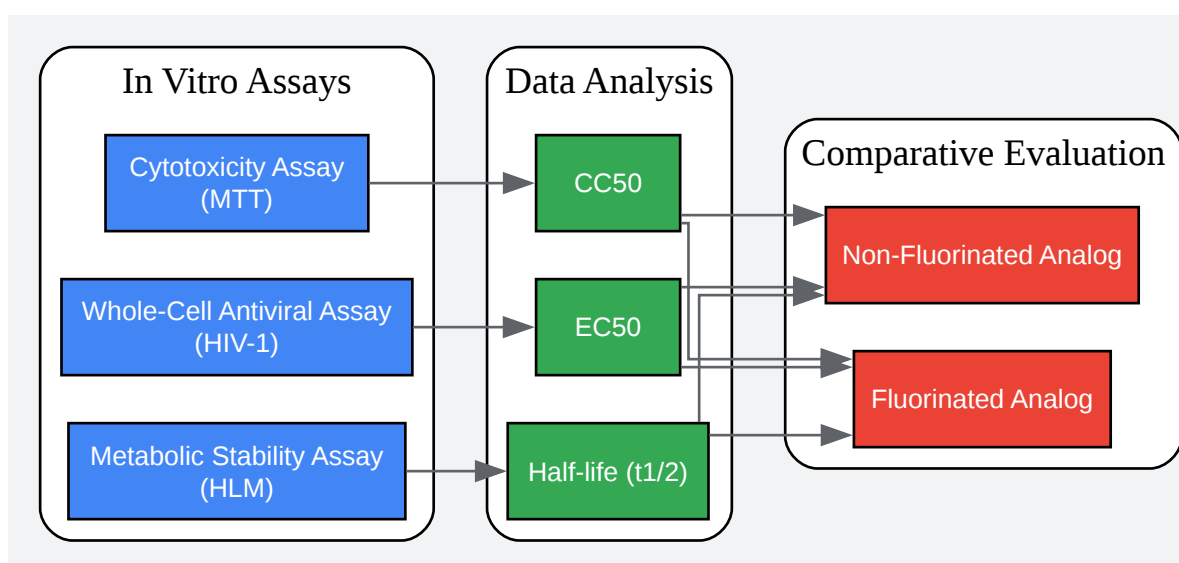 In Vitro Assays
Cytotoxicity Assay
(MTT)
Whole-Cell Antiviral Assay
(HIV-1)
Metabolic Stability Assay
(HLM)
Data Analysis
CC50
EC50
Half-life (t1/2)
Comparative Evaluation
Non-Fluorinated Analog
Fluorinated Analog